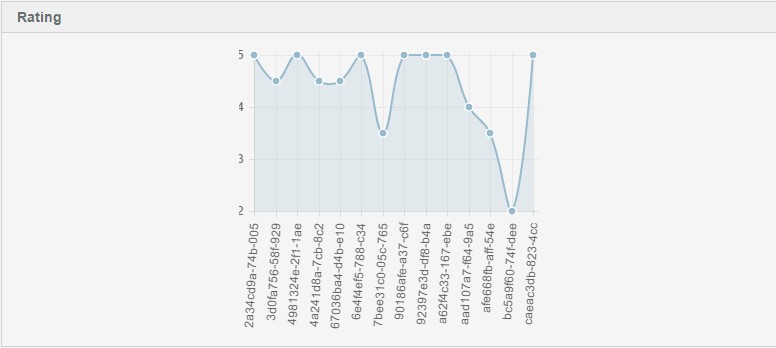 Rating
5
4
3
2
2a34cd9a-74b-005
3d0fa756-58f-929
4981324e-2f1-1ae
4a241d8a-7cb-8c2
67036ba4-d4b-e10
6e4f4ef5-788-c34
7bee31c0-05c-765
90186afe-a37-c6f
92397e3d-df8-b4a
a62f4c33-167-ebe
aad107a7-f64-9a5
afe668fb-aff-54e
bc5a9f60-74f-dee
caeac3db-823-4cc